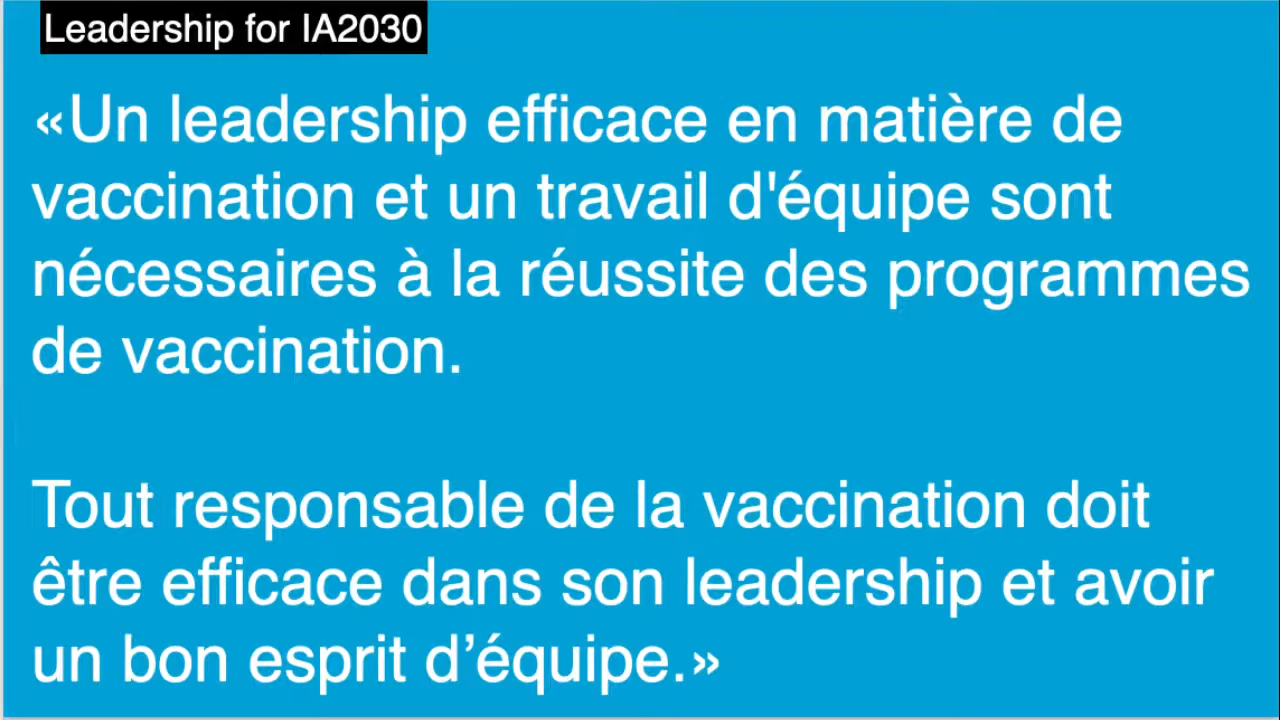 Leadership for IA2030
«Un leadership efficace en matière de
vaccination et un travail d'équipe sont
nécessaires à la réussite des programmes
de vaccination.
Tout responsable de la vaccination doit
être efficace dans son leadership et avoir
un bon esprit d’équipe.»